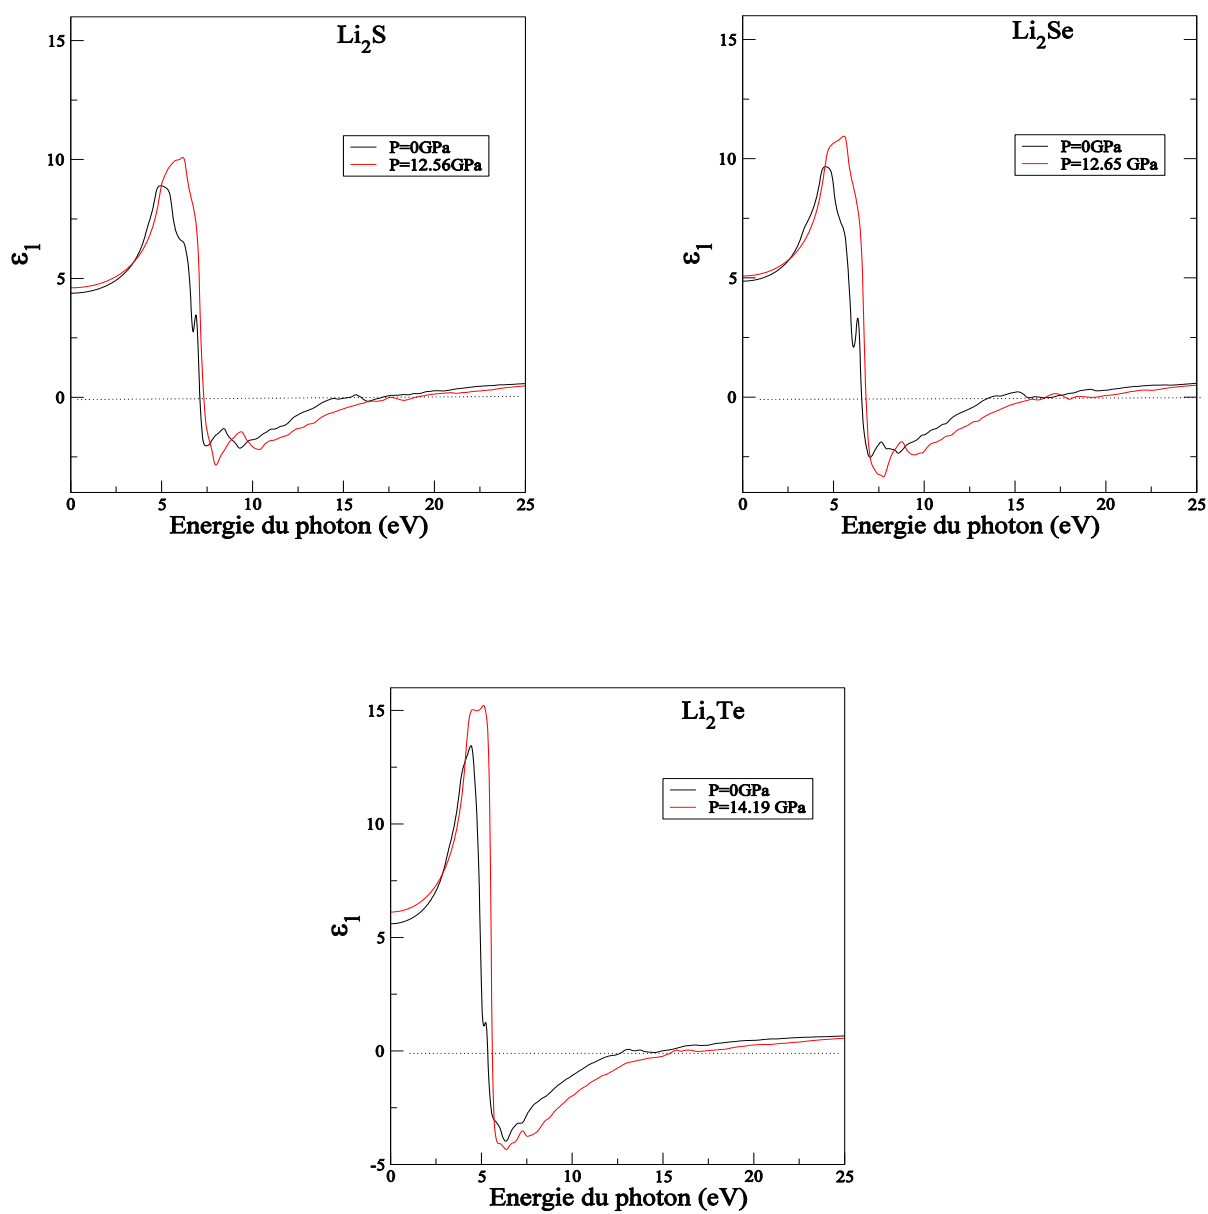 Li2S
15
10
5
0
ε1
P=0GPa
P=12.56GPa
0 5 10 15 20 25
Energie du photon (eV)
Li2Se
15
10
5
0
ε1
P=0GPa
P=12.65 GPa
0 5 10 15 20 25
Energie du photon (eV)
Li2Te
15
10
5
0
-5
ε1
P=0GPa
P=14.19 GPa
0 5 10 15 20 25
Energie du photon (eV)